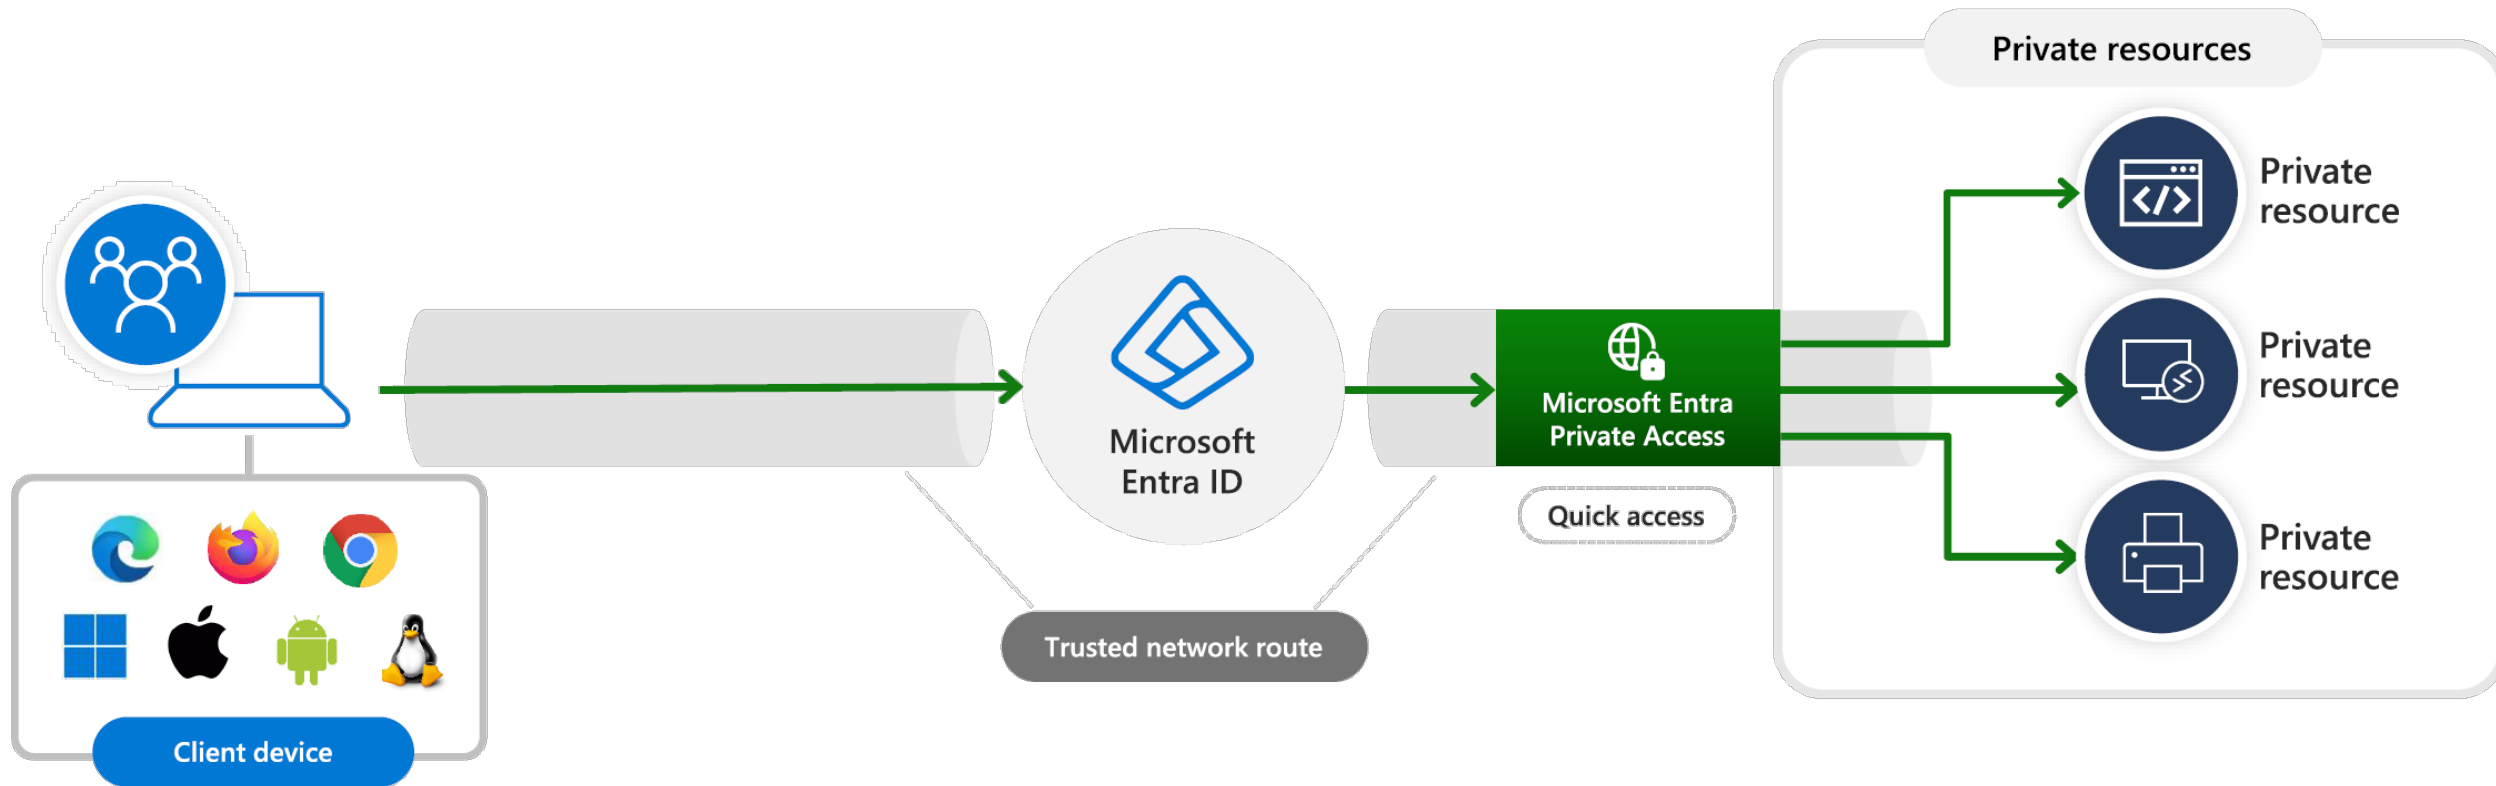 Private resources
Private
resource
Private
resource
Private
resource
Microsoft
Entra ID
Microsoft Entra
Private Access
Quick access
Trusted network route
Client device